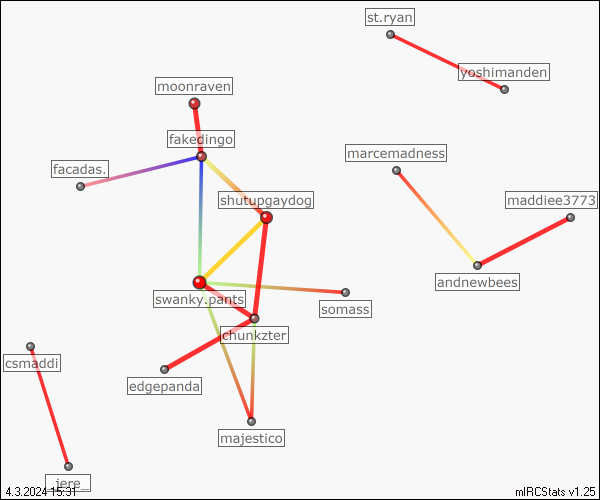 st.ryan
yoshimanden
moonraven
fakedingo
marcemadness
facadas.
shutupgaydog
maddiee3773
andnewbees
swanky.pants
somass
chunkzter
csmaddi
edgepanda
majestico
_jere_
4.3.2024 15:31
mIRCStats v1.25